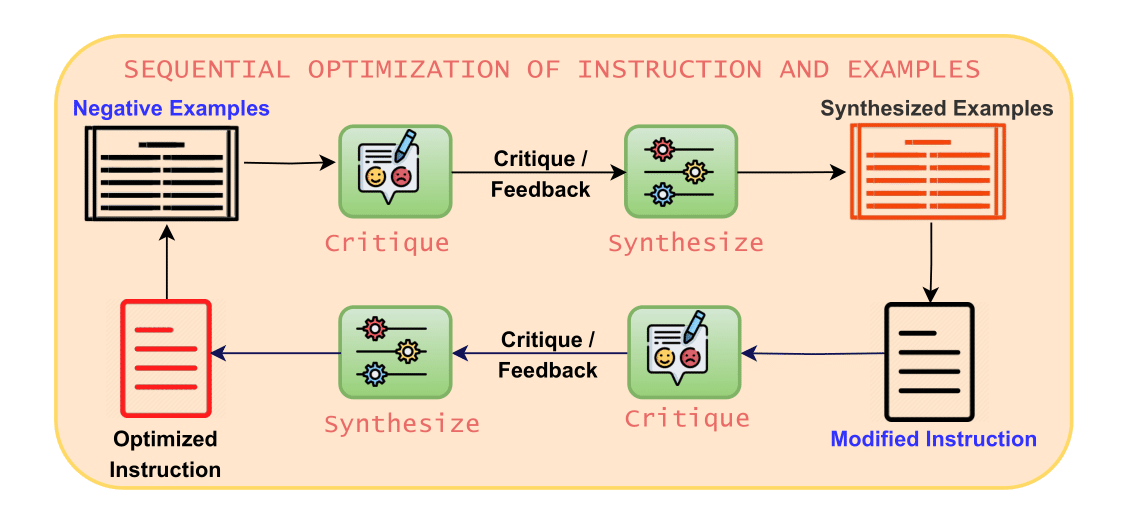 SEQUENTIAL OPTIMIZATION OF INSTRUCTION AND EXAMPLES
Negative Examples
Synthesized Examples
Critique /
Feedback
Critique
Synthesize
Critique /
Feedback
Synthesize
Critique
Optimized
Instruction
Modified Instruction